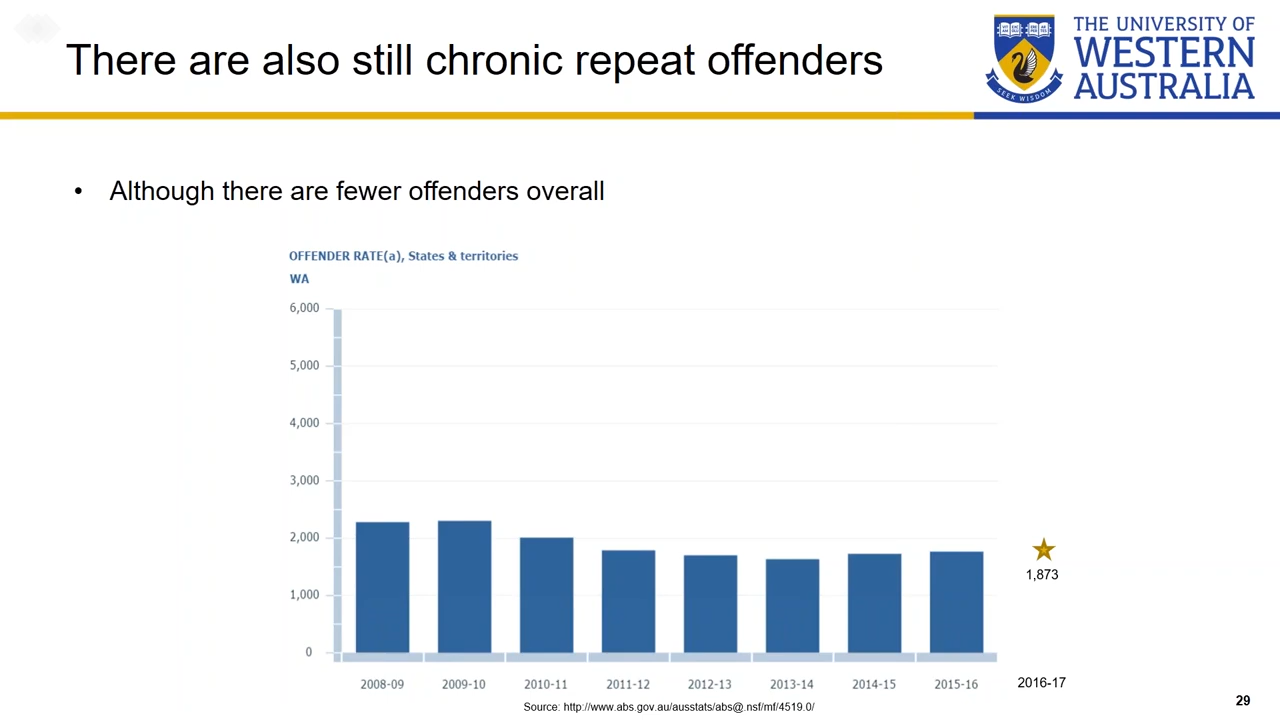 There are also still chronic repeat offenders
THE UNIVERSITY OF
WESTERN
AUSTRALIA
SEEK WISDOM
• Although there are fewer offenders overall
OFFENDER RATE(a), States & territories
WA
6,000
5,000
4,000
3,000
2,000
1,000
0
1,873
2008-09 2009-10 2010-11 2011-12 2012-13 2013-14 2014-15 2015-16 2016-17
Source: http://www.abs.gov.au/ausstats/abs@.nsf/mf/4519.0/
29